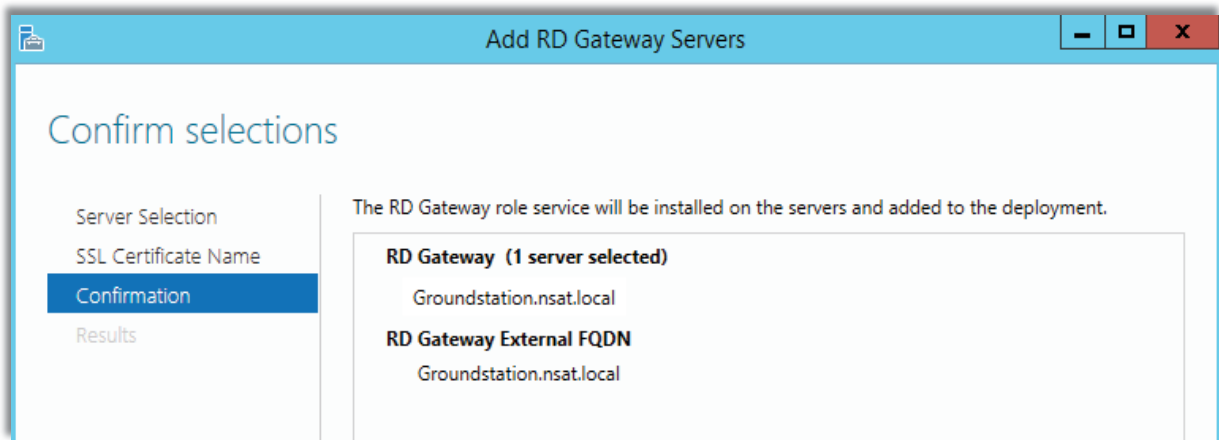 Add RD Gateway Servers
Confirm selections
Server Selection
SSL Certificate Name
Confirmation
Results
The RD Gateway role service will be installed on the servers and added to the deployment.
RD Gateway (1 server selected)
Groundstation.nsat.local
RD Gateway External FQDN
Groundstation.nsat.local